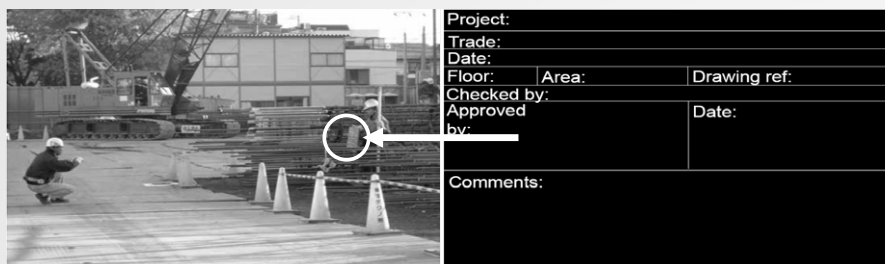 Project:
Trade:
Date:
Floor: Area: Drawing ref:
Checked by:
Approved Date:
by:
Comments: